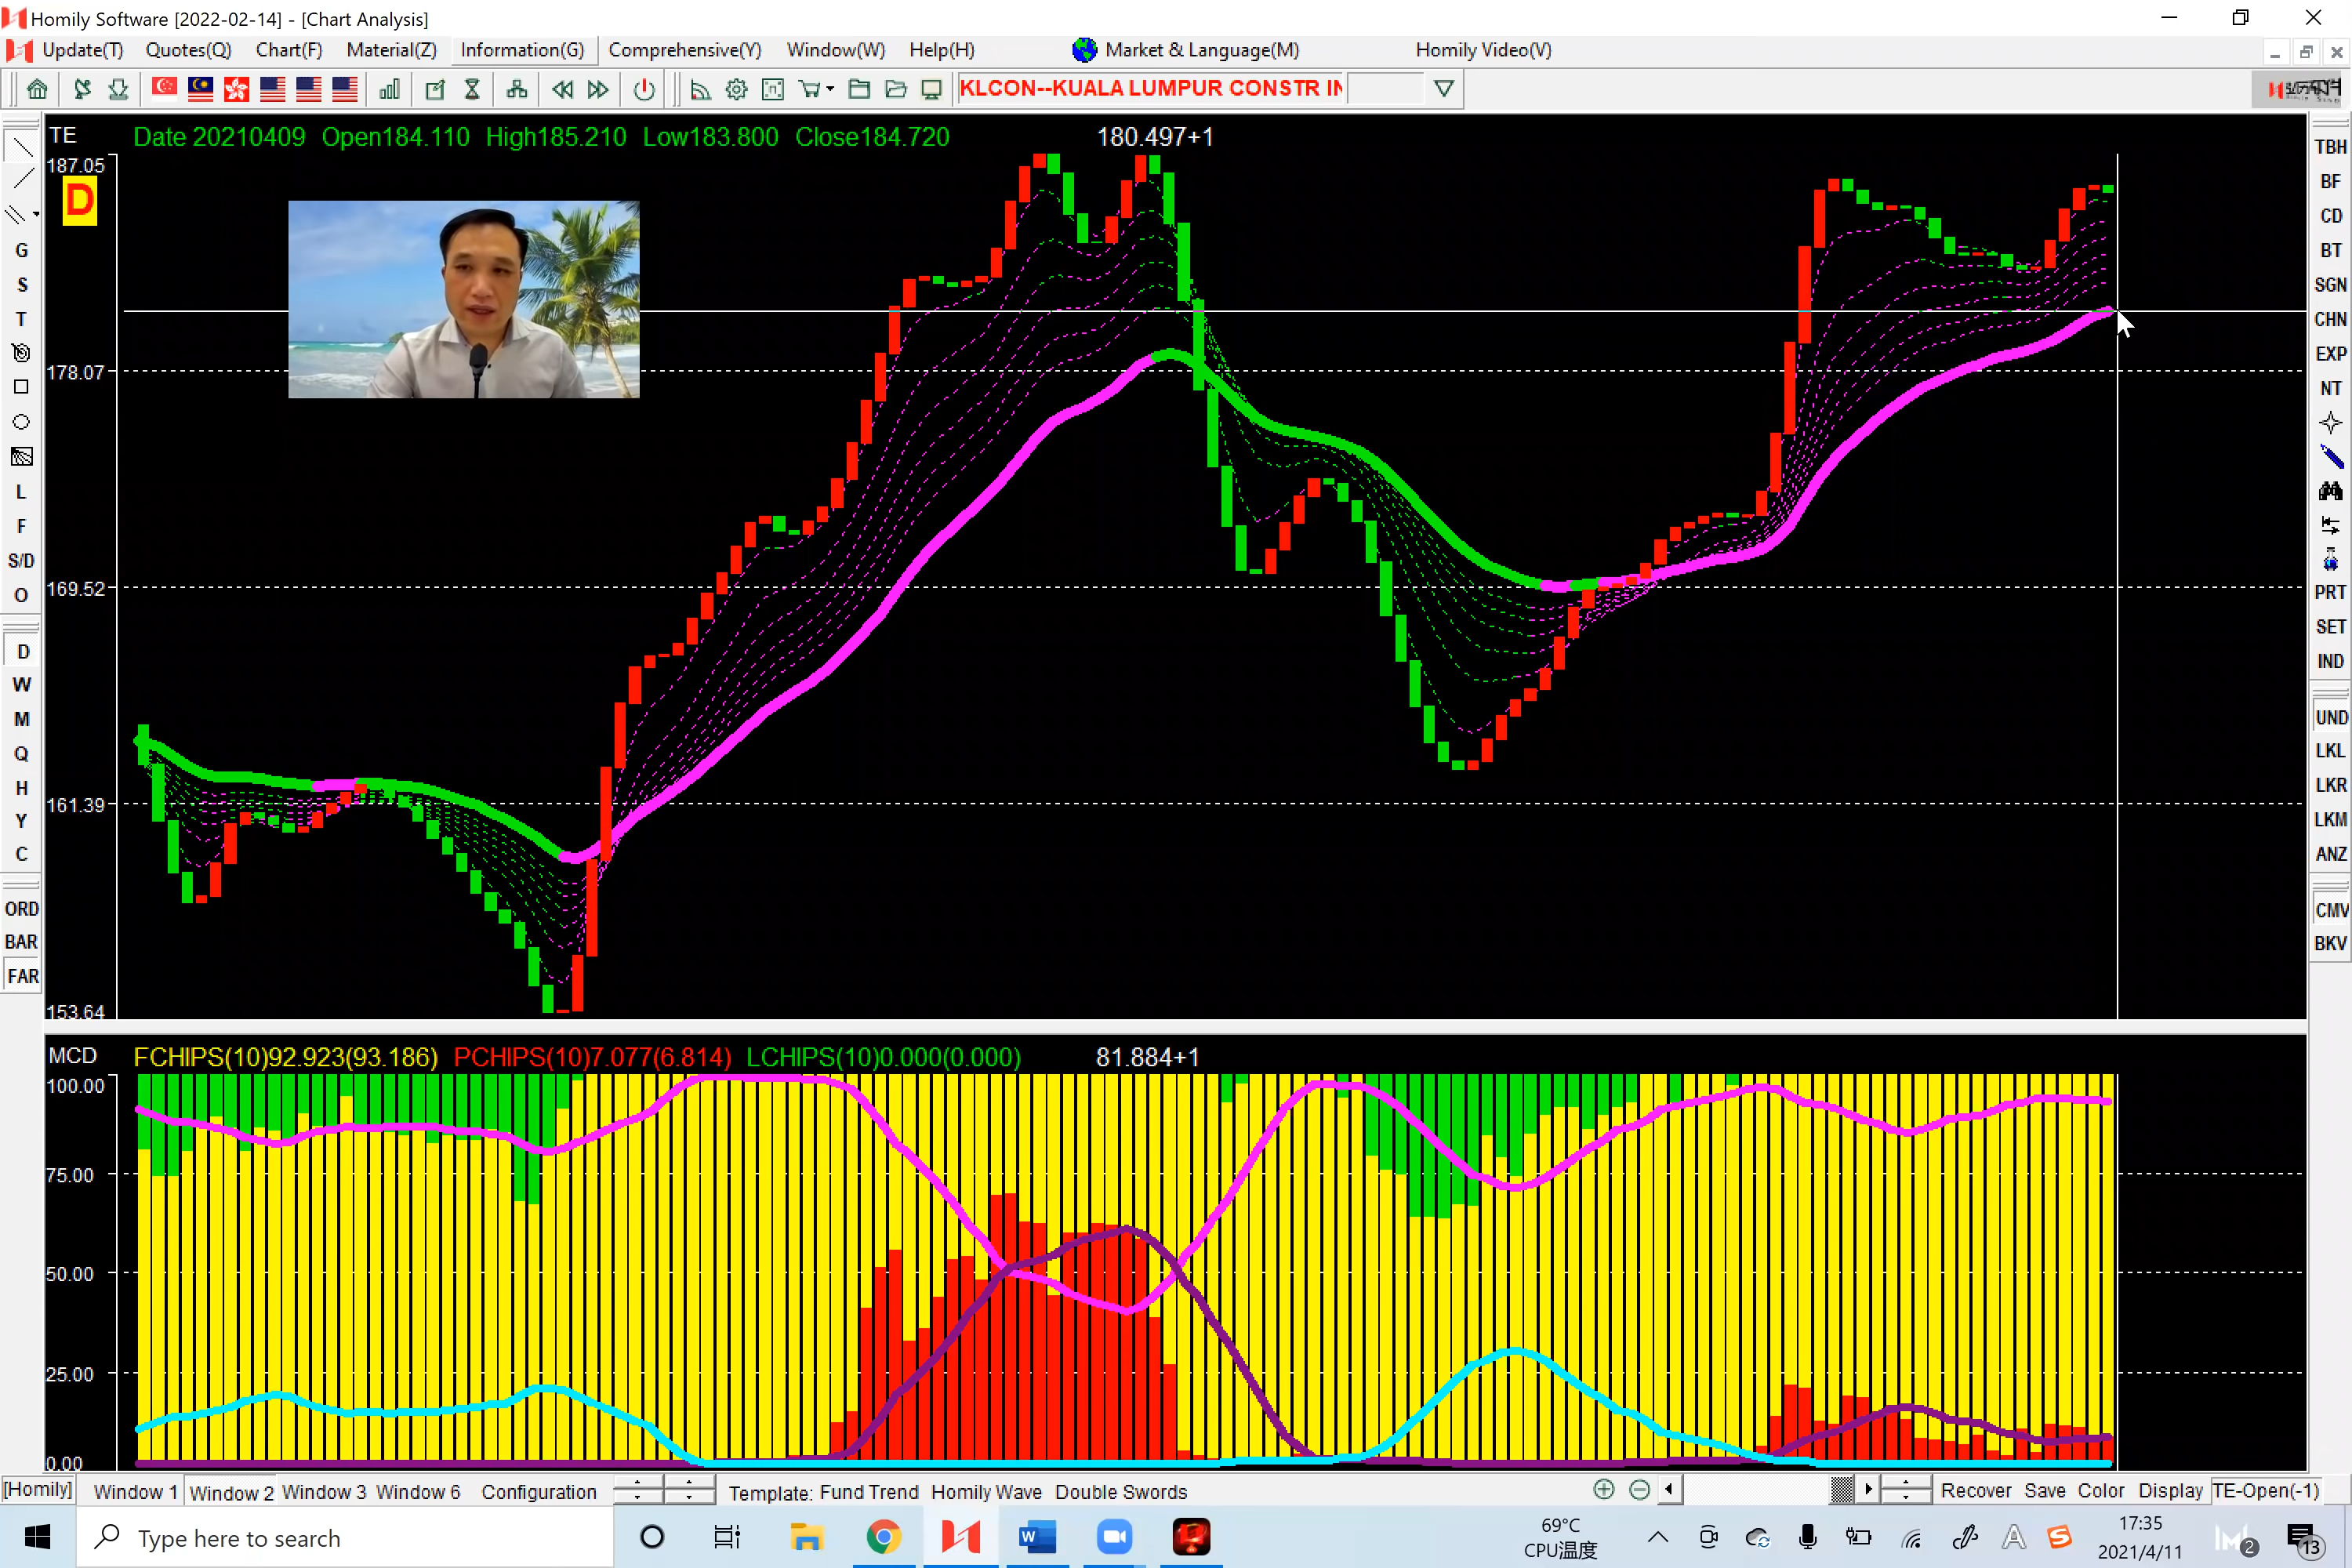 Homily Software [2022-02-14] - [Chart Analysis]
Update(T) Quotes(Q) Chart(F) Material(Z) Information(G) Comprehensive(Y) Window(W) Help(H) Market & Language(M) Homily Video(V)
KLCON--KUALA LUMPUR CONSTR IN
TE Date 20210409 Open184.110 High185.210 Low183.800 Close184.720 180.497+1
187.05
D
178.07
169.52
161.39
153.64
G
S
T
L
F
S/D
O
D
W
M
Q
H
Y
C
ORD
BAR
FAR
TBH
BF
CD
BT
SGN
CHN
EXP
NT
PRT
SET
IND
UND
LKL
LKR
LKM
ANZ
CMV
BKV
MCD FCHIPS(10)92.923(93.186) PCHIPS(10)7.077(6.814) LCHIPS(10)0.000(0.000) 81.884+1
100.00
75.00
50.00
25.00
0.00
[Homily] Window 1 Window 2 Window 3 Window 6 Configuration Template: Fund Trend Homily Wave Double Swords Recover Save Color Display TE-Open(-1)
Type here to search
69°C
CPU温度
17:35
2021/4/11
2
13